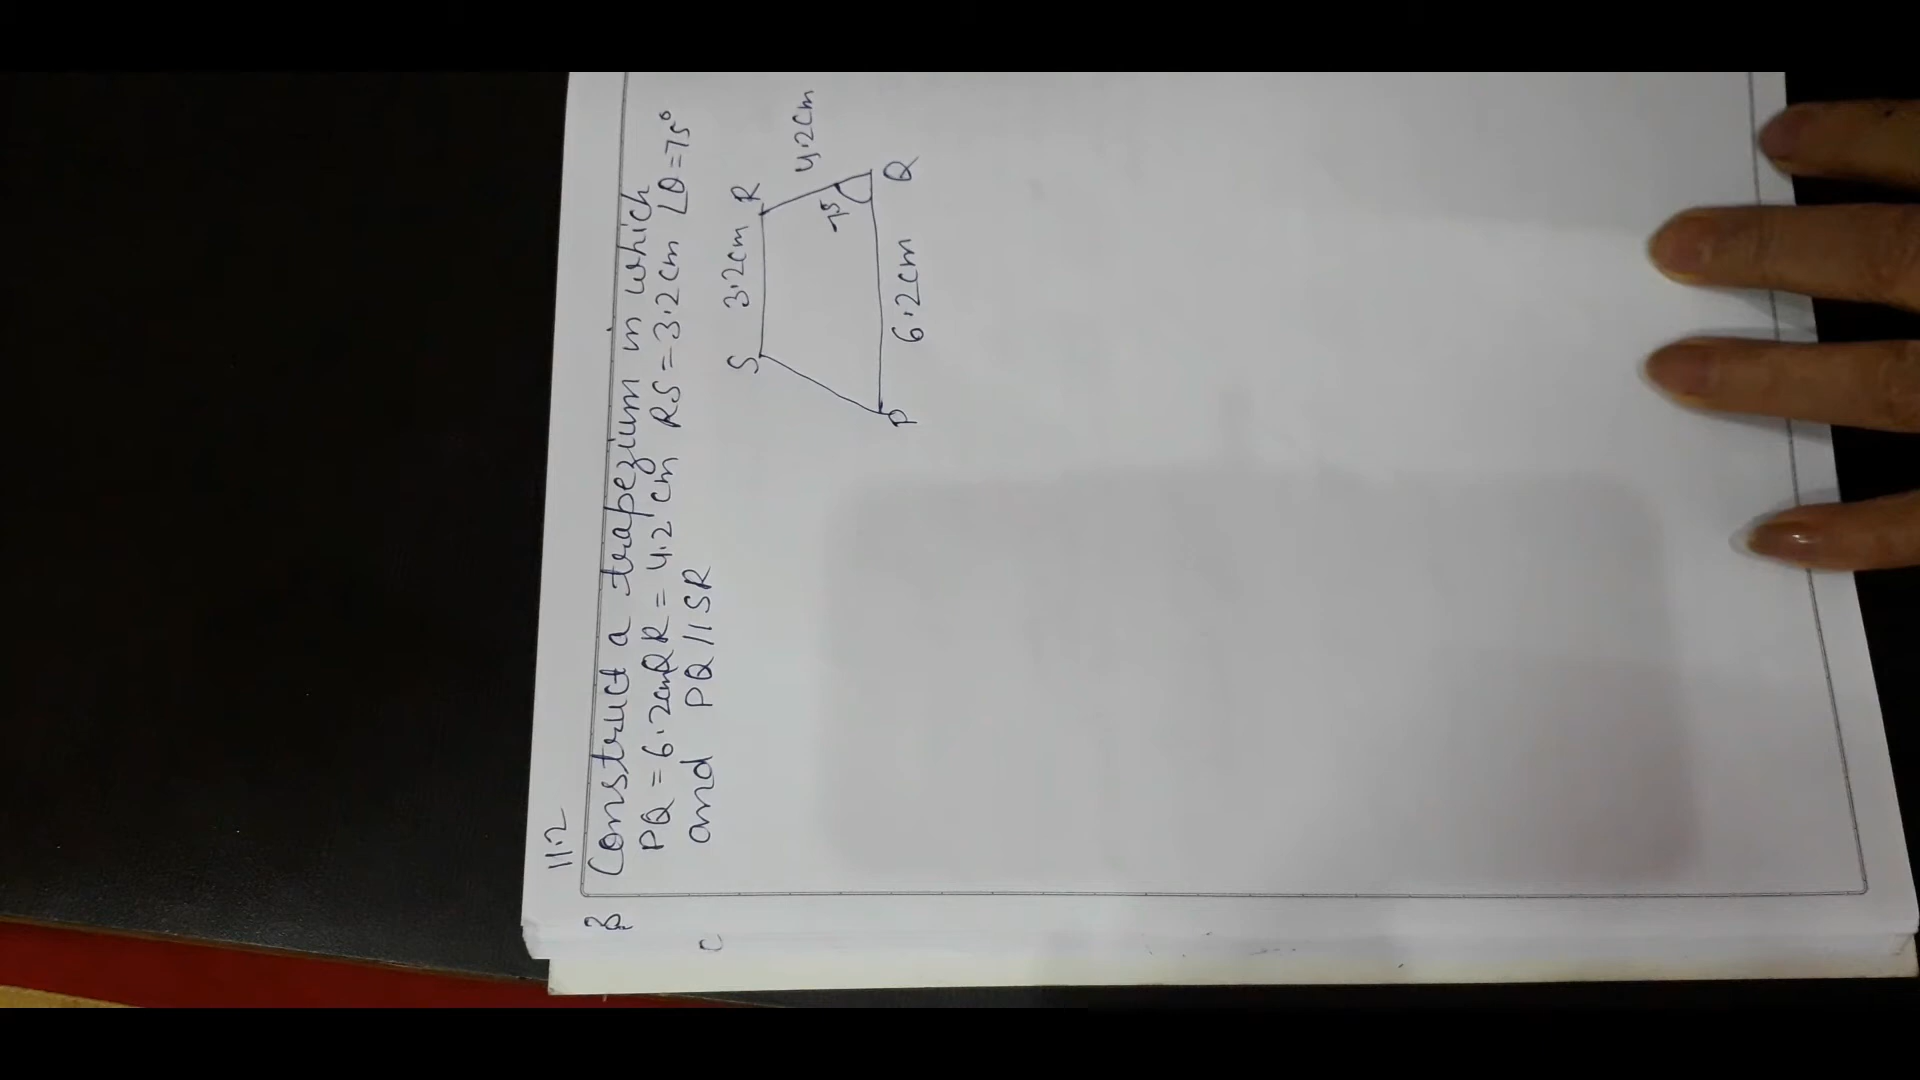 11.2
3 Construct a trapezium in which
PQ = 6.2cm QR = 4.2 cm RS = 3.2 cm ∠Q = 75°
and PQ // SR
S 3.2cm R
4.2cm
75
P 6.2cm Q